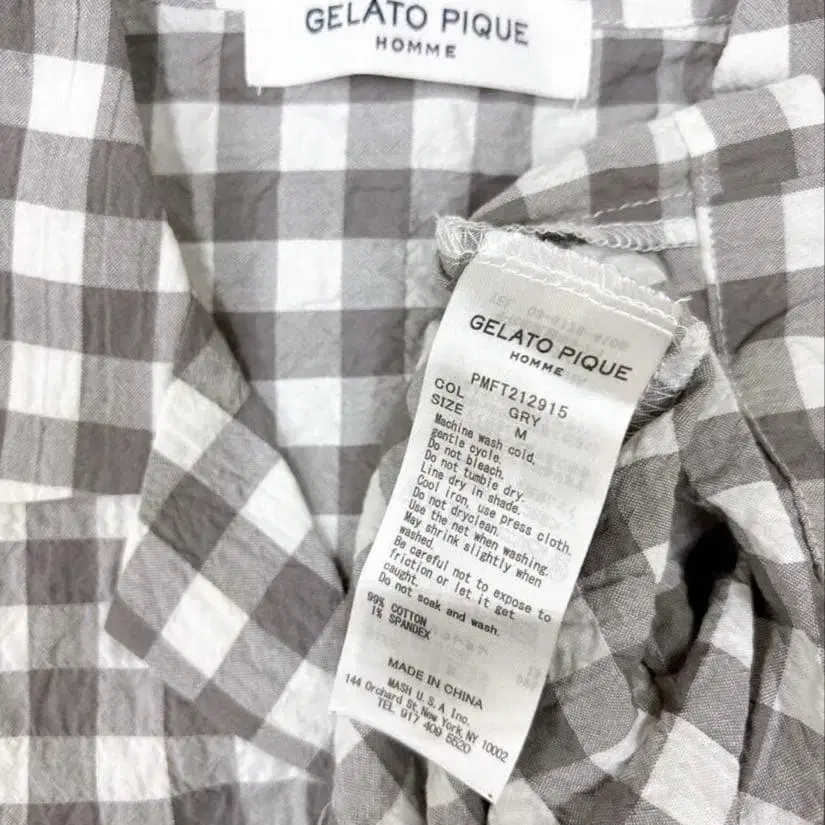 GELATO PIQUE
HOMME
GELATO PIQUE
HOMME
PMFT212915
COL GRY
SIZE M
Machine wash cold,
gentle cycle.
Do not bleach.
Do not tumble dry.
Line dry in shade.
Cool iron, use press cloth.
Do not dryclean.
Use the net when washing.
May shrink slightly when
washed.
Be careful not to expose to
friction or let it get
caught.
Do not soak and wash.
99% COTTON
1% SPANDEX
MADE IN CHINA
MASH U.S.A Inc.
144 Orchard St. New York NY 10002
TEL 917 409 5520